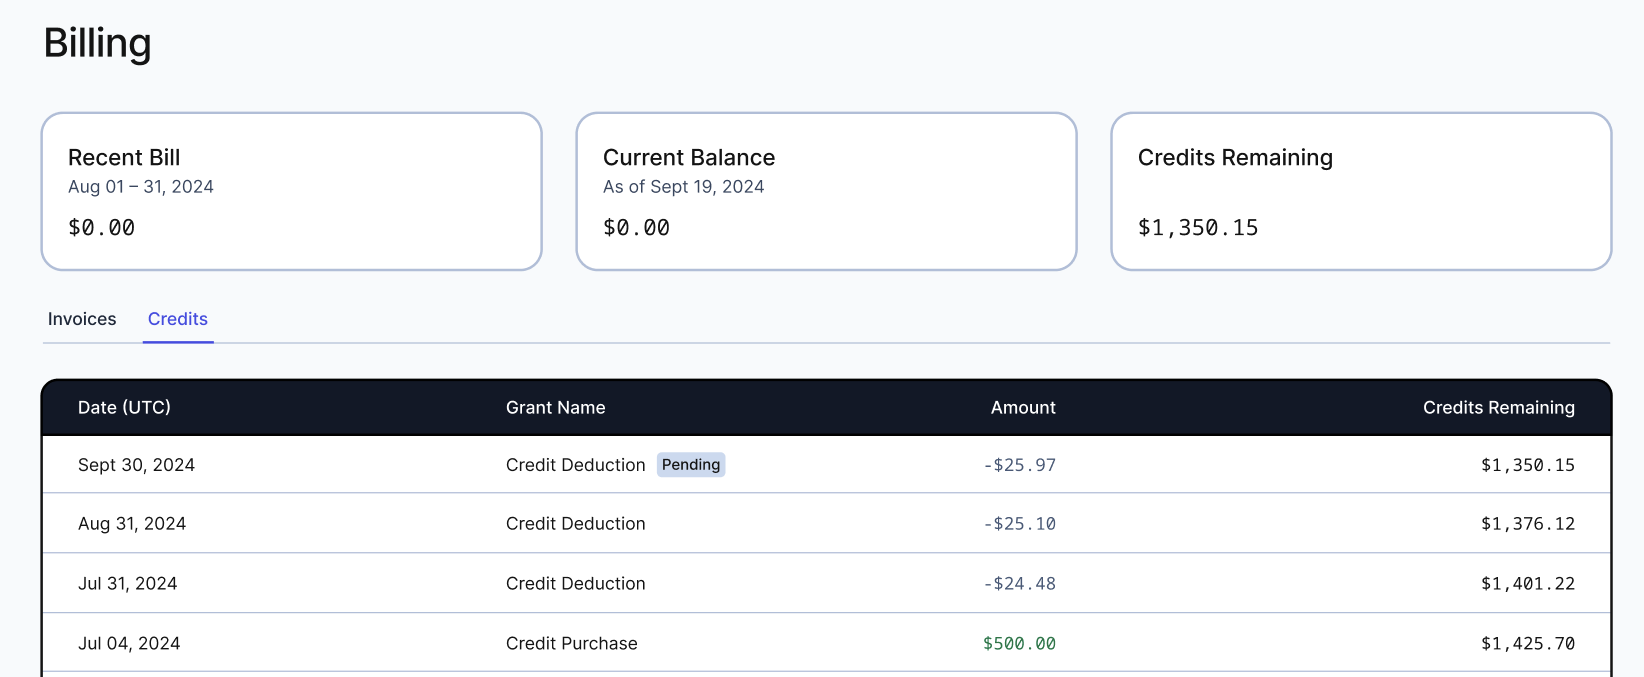 Billing
Recent Bill
Aug 01 – 31, 2024
$0.00
Current Balance
As of Sept 19, 2024
$0.00
Credits Remaining
$1,350.15
Invoices Credits
Date (UTC) Grant Name Amount Credits Remaining
Sept 30, 2024 Credit Deduction Pending -$25.97 $1,350.15
Aug 31, 2024 Credit Deduction -$25.10 $1,376.12
Jul 31, 2024 Credit Deduction -$24.48 $1,401.22
Jul 04, 2024 Credit Purchase $500.00 $1,425.70